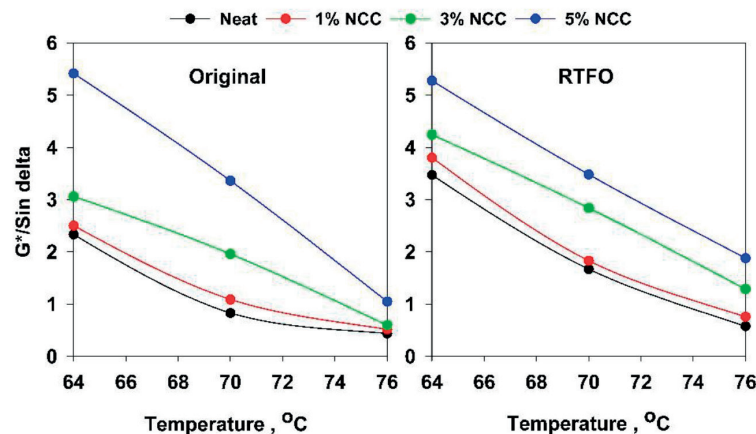 Neat 1% NCC 3% NCC 5% NCC
Original RTFO
G*/Sin delta
6 6
5 5
4 4
3 3
2 2
1 1
0 0
64 66 68 70 72 74 76 64 66 68 70 72 74 76
Temperature , °C Temperature , °C